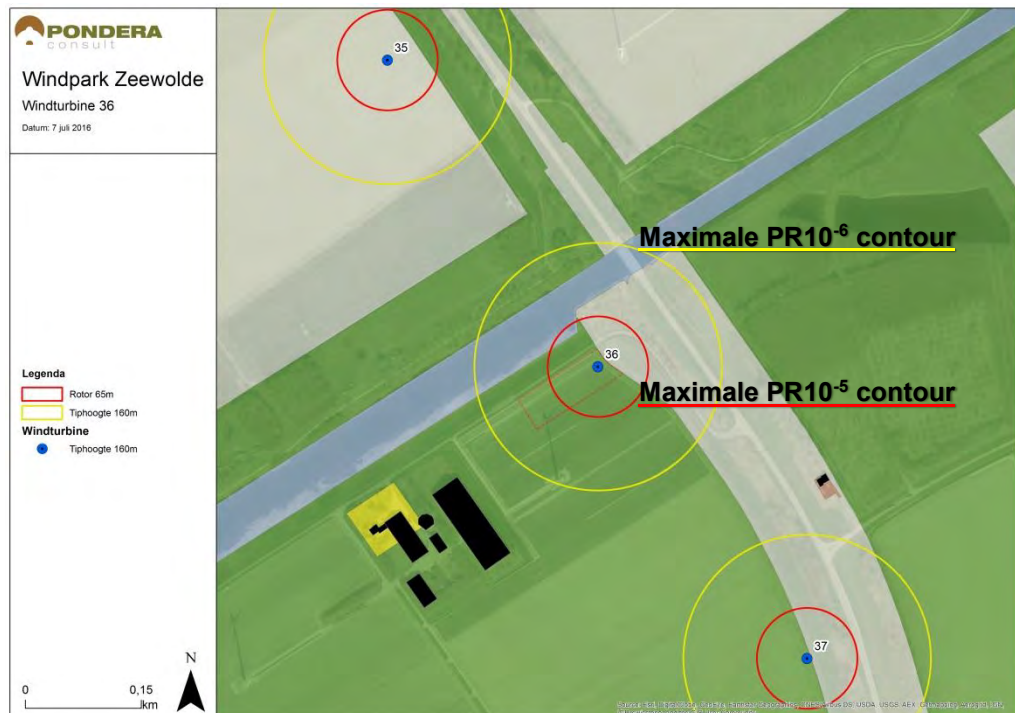 PONDERA
consult
Windpark Zeewolde
Windturbine 36
Datum: 7 juli 2016
35
7
Maximale PR10⁻⁶ contour
36
Maximale PR10⁻⁵ contour
Legenda
Rotor 65m
Tiphoogte 160m
Windturbine
Tiphoogte 160m
37
N
0 0,15
km